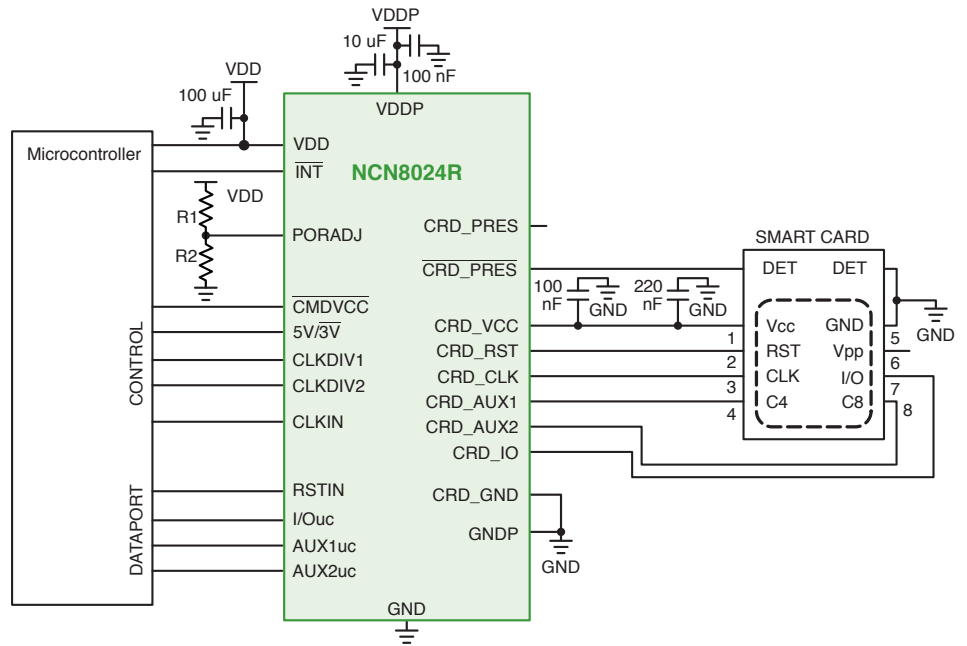 VDDP
10 uF
100 nF
VDD
100 uF
VDDP
Microcontroller
VDD
INT
NCN8024R
VDD
R1
R2
PORADJ
CRD_PRES
CRD_PRES
SMART CARD
DET
DET
100
nF
GND
220
nF
GND
GND
CONTROL
CMDVCC
5V/3V
CLKDIV1
CLKDIV2
CLKIN
CRD_VCC
CRD_RST
CRD_CLK
CRD_AUX1
CRD_AUX2
CRD_IO
1
2
3
4
Vcc
GND
RST
Vpp
CLK
I/O
C4
C8
5
6
7
8
DATAPORT
RSTIN
I/Ouc
AUX1uc
AUX2uc
CRD_GND
GNDP
GND
GND